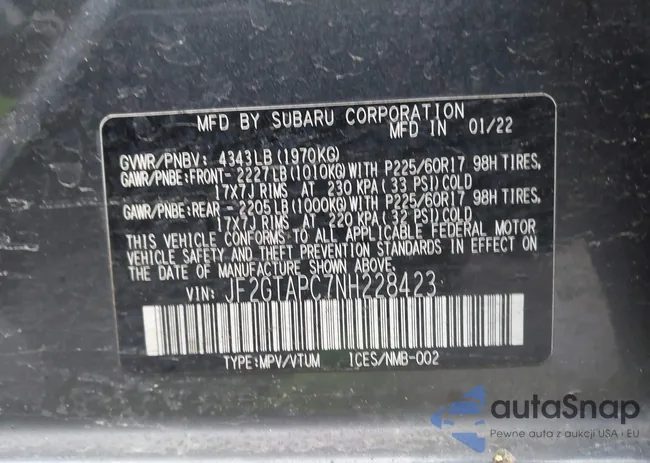 MFD BY SUBARU CORPORATION
MFD IN 01/22
GVWR/PNBV: 4343LB(1970KG)
GAWR/PNBE:FRONT-2227LB(1010KG)WITH P225/60R17 98H TIRES,
17X7J RIMS AT 230 KPA(33 PSI)COLD
GAWR/PNBE:REAR -2205LB(1000KG)WITH P225/60R17 98H TIRES,
17X7J RIMS AT 220 KPA(32 PSI)COLD
THIS VEHICLE CONFORMS TO ALL APPLICABLE FEDERAL MOTOR
VEHICLE SAFETY AND THEFT PREVENTION STANDARDS IN EFFECT ON
THE DATE OF MANUFACTURE SHOWN ABOVE.
VIN: JF2GTAPC7NH228423
TYPE:MPV/VTUM ICES/NMB-002
autaSnap
Pewne auta z aukcji USA i EU